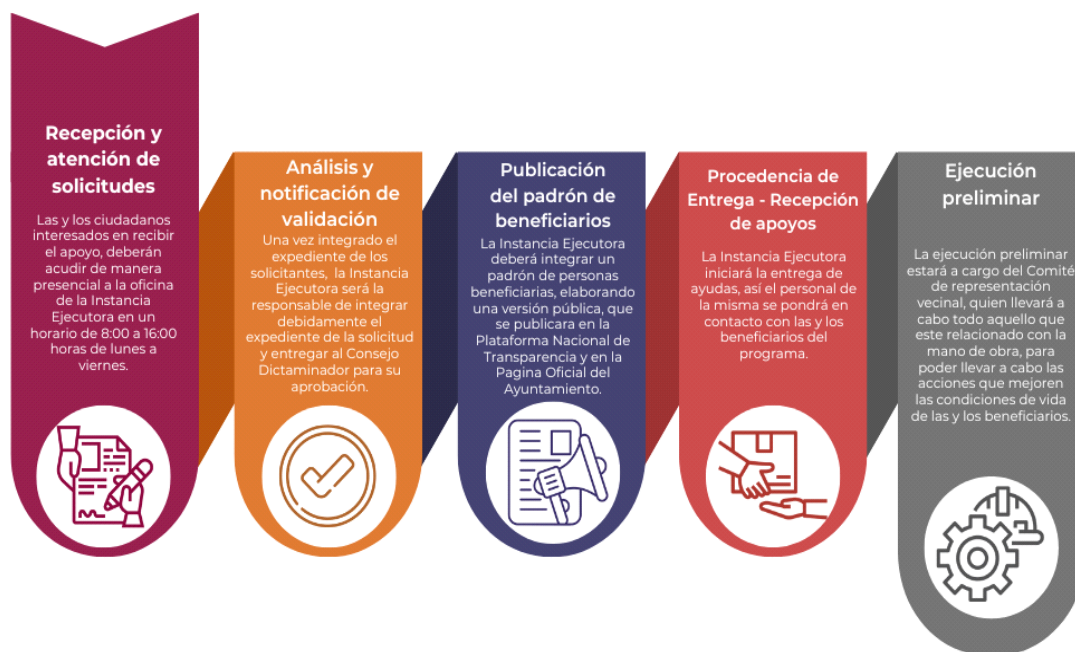 Recepción y
atención de
solicitudes
Las y los ciudadanos
interesados en recibir
el apoyo, deberán
acudir de manera
presencial a la oficina
de la Instancia
Ejecutora en un
horario de 8:00 a 16:00
horas de lunes a
viernes.
Análisis y
notificación de
validación
Una vez integrado el
expediente de los
solicitantes, la Instancia
Ejecutora será la
responsable de integrar
debidamente el
expediente de la solicitud
y entregar al Consejo
Dictaminador para su
aprobación.
Publicación
del padrón de
beneficiarios
La Instancia Ejecutora
deberá integrar un
padrón de personas
beneficiarias, elaborando
una versión pública, que
se publicara en la
Plataforma Nacional de
Transparencia y en la
Pagina Oficial del
Ayuntamiento.
Procedencia de
Entrega - Recepción
de apoyos
La Instancia Ejecutora
iniciará la entrega de
ayudas, así el personal de
la misma se pondrá en
contacto con las y los
beneficiarios del
programa.
Ejecución
preliminar
La ejecución preliminar
estará a cargo del Comité
de representación
vecinal, quien llevará a
cabo todo aquello que
este relacionado con la
mano de obra, para
poder llevar a cabo las
acciones que mejoren
las condiciones de vida
de las y los beneficiarios.